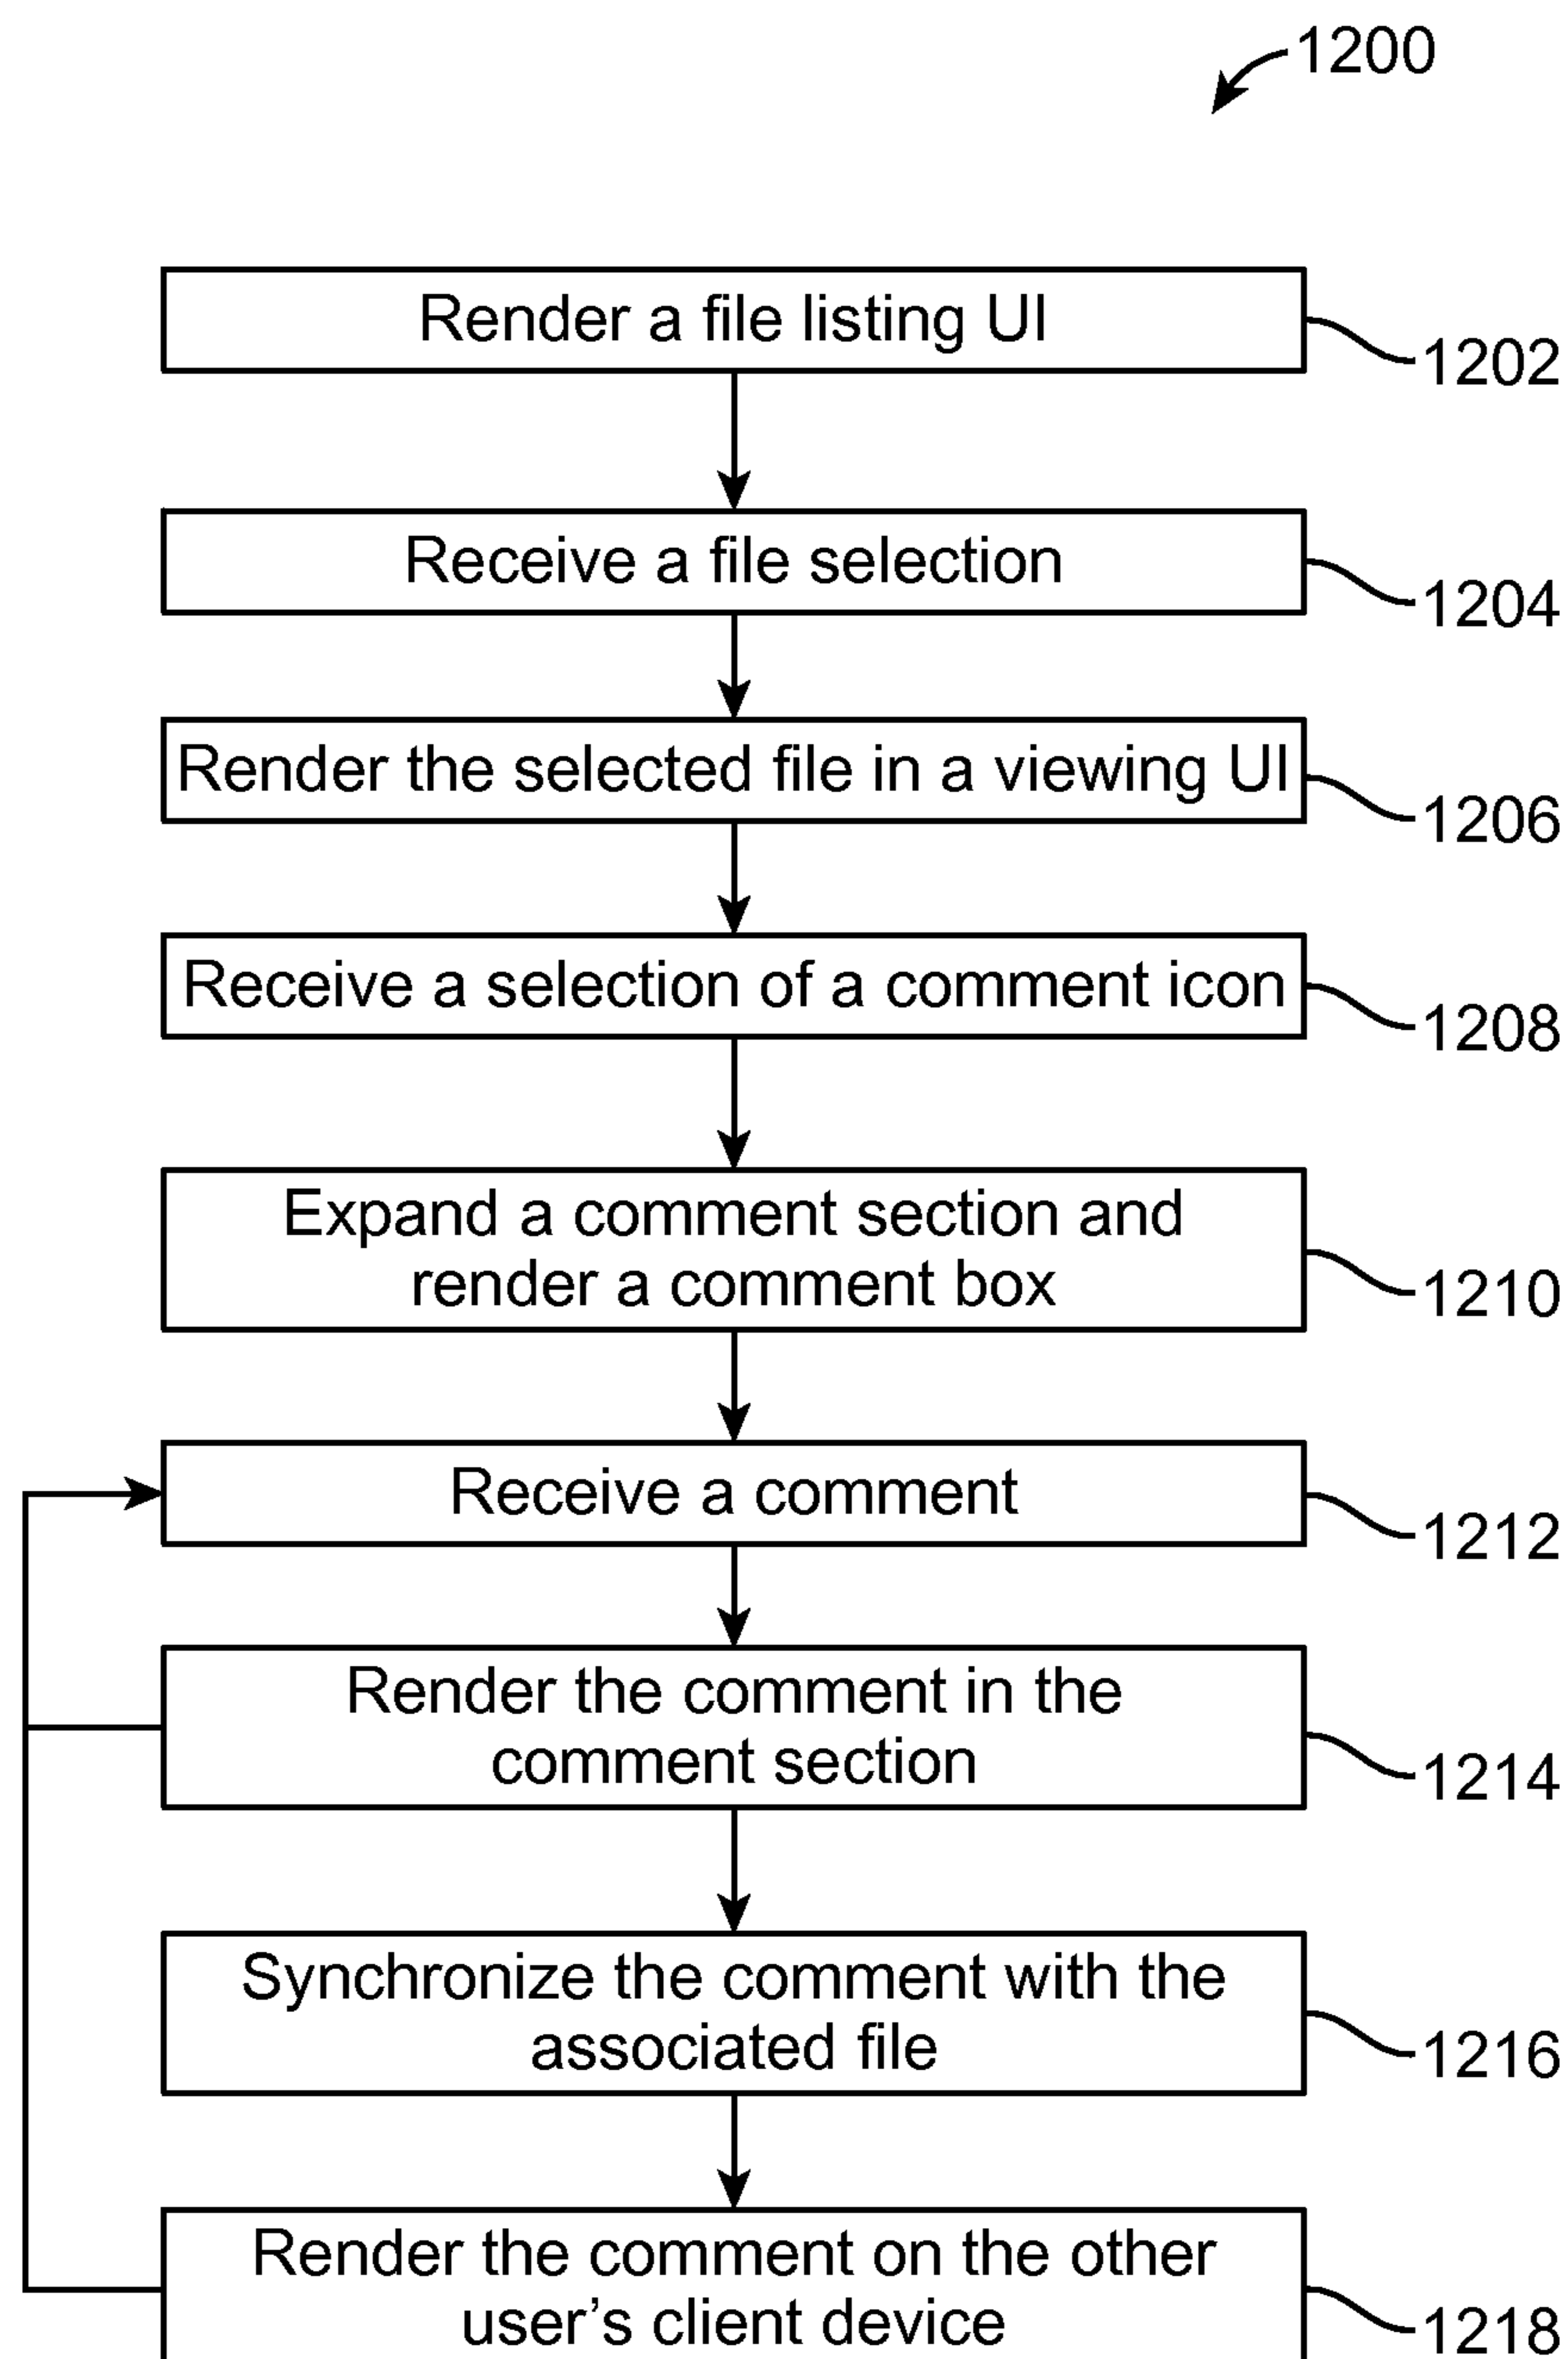 1200
Render a file listing UI
1202
Receive a file selection
1204
Render the selected file in a viewing UI
1206
Receive a selection of a comment icon
1208
Expand a comment section and
render a comment box
1210
Receive a comment
1212
Render the comment in the
comment section
1214
Synchronize the comment with the
associated file
1216
Render the comment on the other
user’s client device
1218